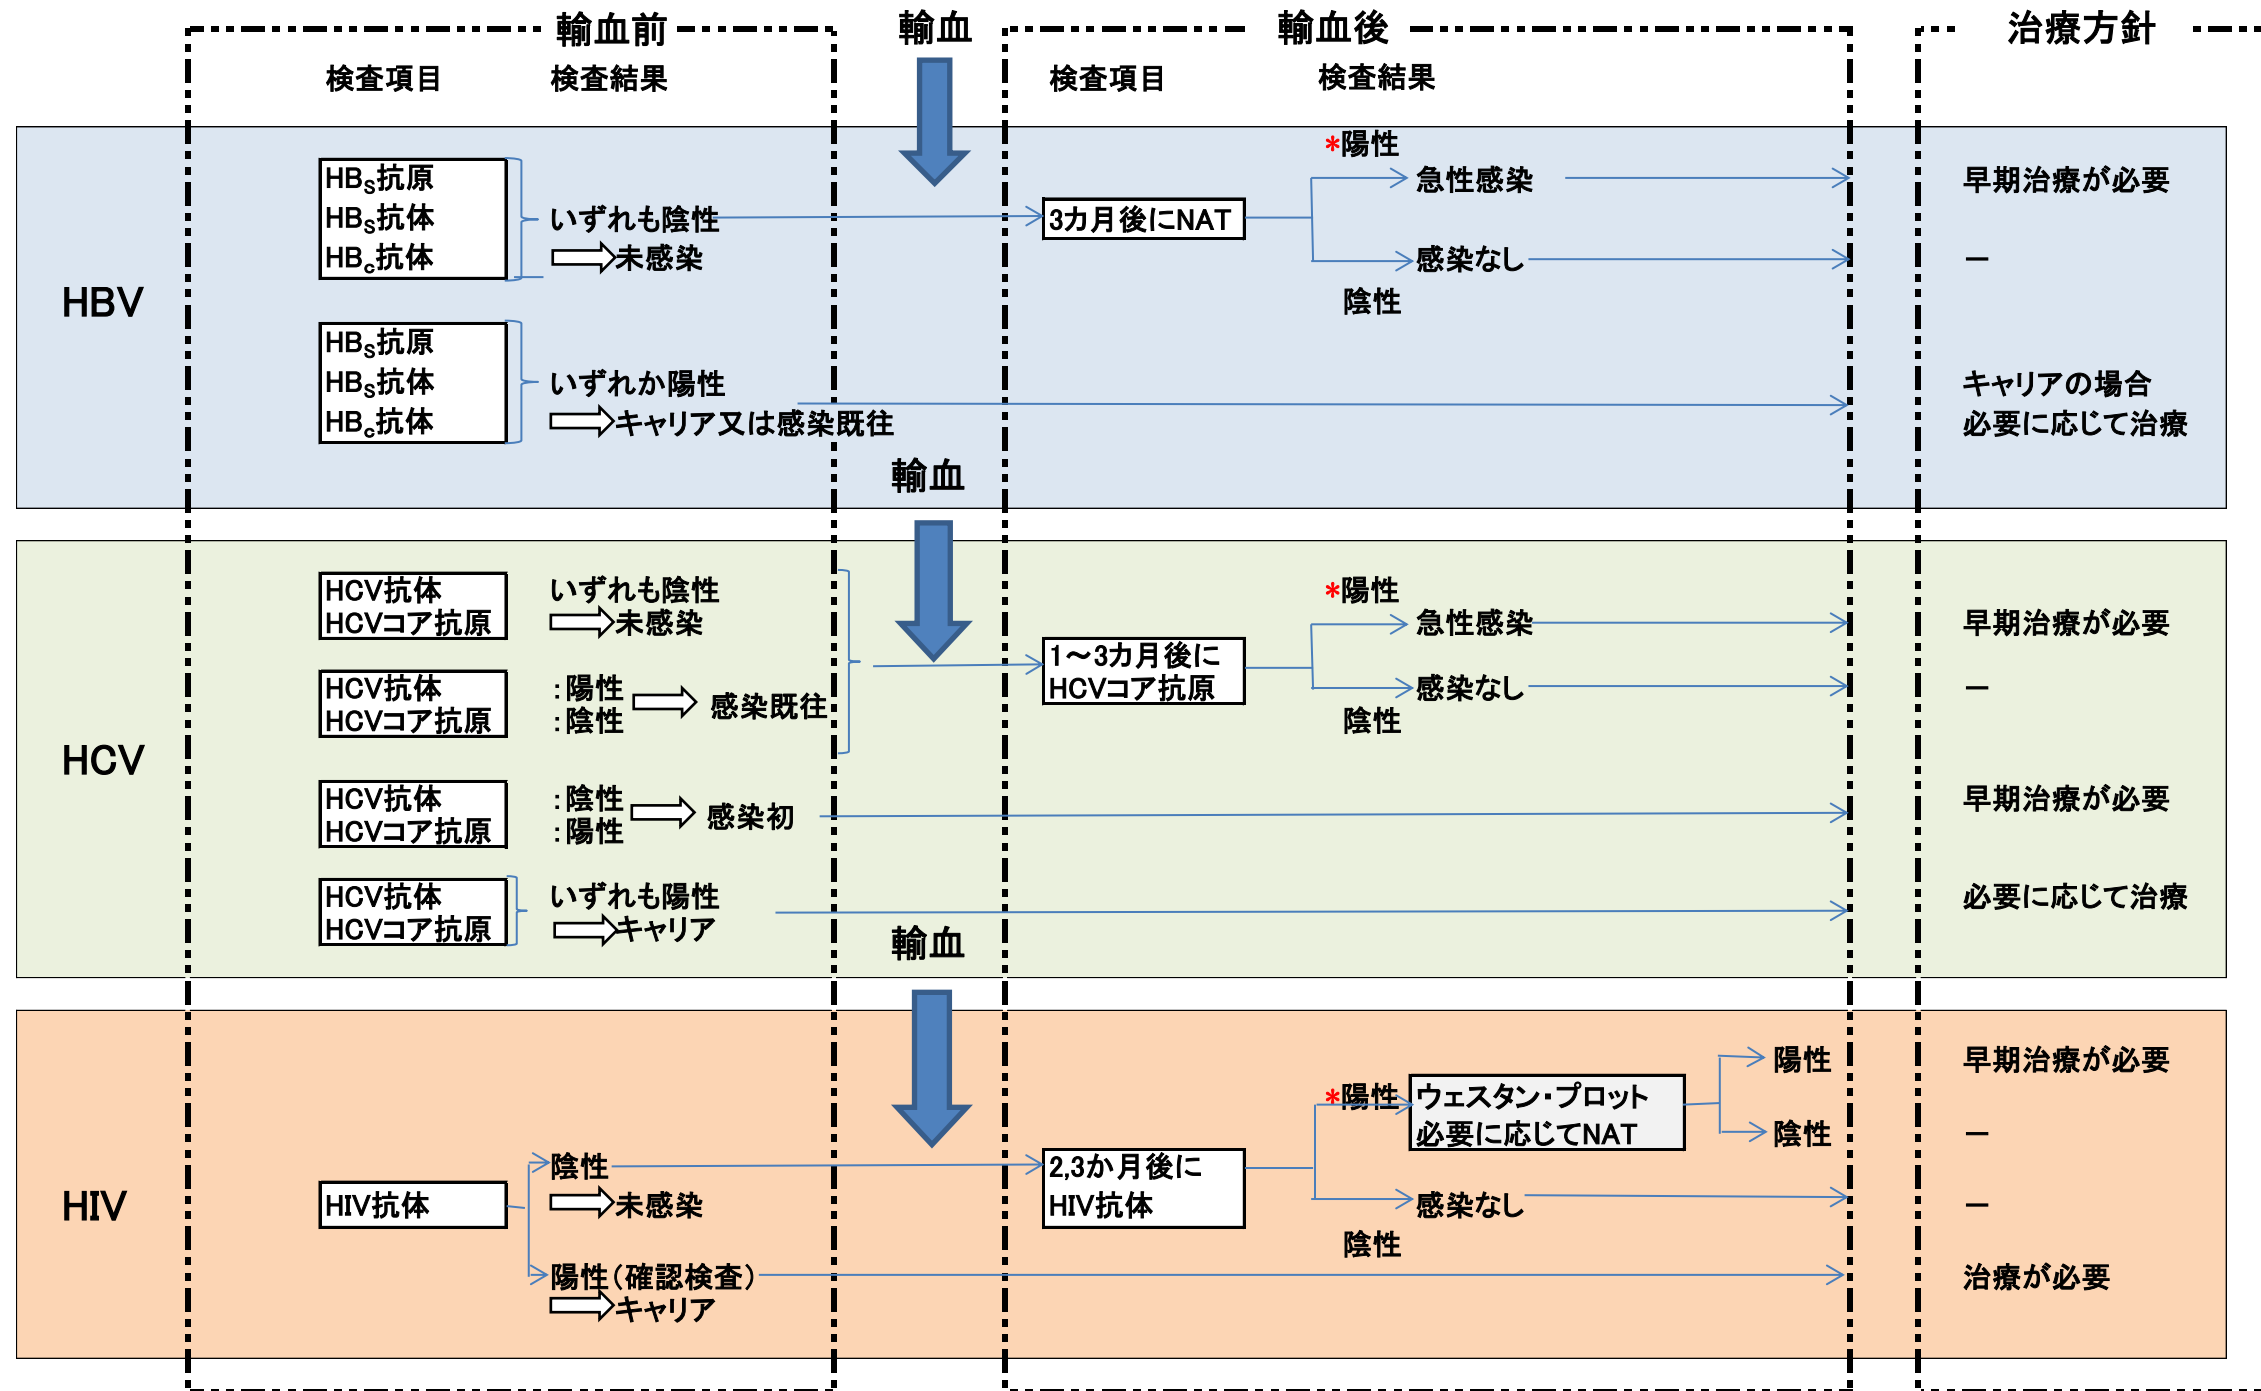 輸血前
輸血
輸血後
治療方針
検査項目
検査結果
検査項目
検査結果
HBV
HBS抗原
HBS抗体
HBc抗体
いずれも陰性
未感染
3カ月後にNAT
*陽性
急性感染
早期治療が必要
感染なし
陰性
－
HBS抗原
HBS抗体
HBc抗体
いずれか陽性
キャリア又は感染既往
キャリアの場合
必要に応じて治療
輸血
HCV
HCV抗体
HCVコア抗原
いずれも陰性
未感染
HCV抗体
HCVコア抗原
:陽性
:陰性
感染既往
1～3カ月後に
HCVコア抗原
*陽性
急性感染
早期治療が必要
感染なし
陰性
－
HCV抗体
HCVコア抗原
:陰性
:陽性
感染初
早期治療が必要
HCV抗体
HCVコア抗原
いずれも陽性
キャリア
必要に応じて治療
輸血
HIV
HIV抗体
陰性
未感染
陽性（確認検査）
キャリア
2,3か月後に
HIV抗体
*陽性
ウェスタン・プロット
必要に応じてNAT
陽性
早期治療が必要
陰性
－
感染なし
陰性
－
治療が必要